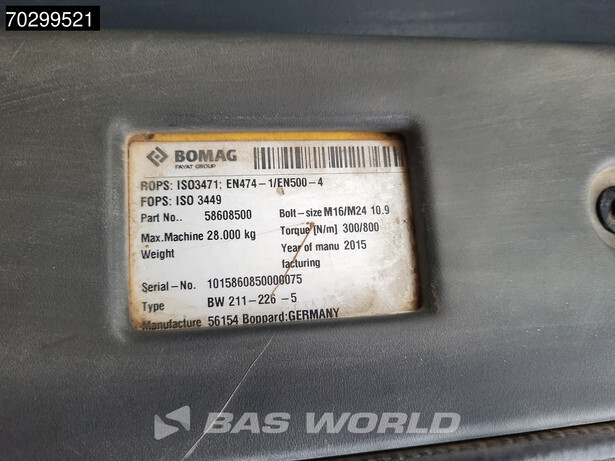 70299521
BOMAG
FAYAT GROUP
ROPS: ISO3471; EN474-1/EN500-4
FOPS: ISO 3449
Part No.. 58608500 Bolt-size M16/M24 10.9
Max.Machine 28.000 kg Torque [N/m] 300/800
Weight Year of manu 2015
facturing
Serial-No. 1015860850000075
Type BW 211-226 -5
Manufacture 56154 Boppard:GERMANY
BAS WORLD